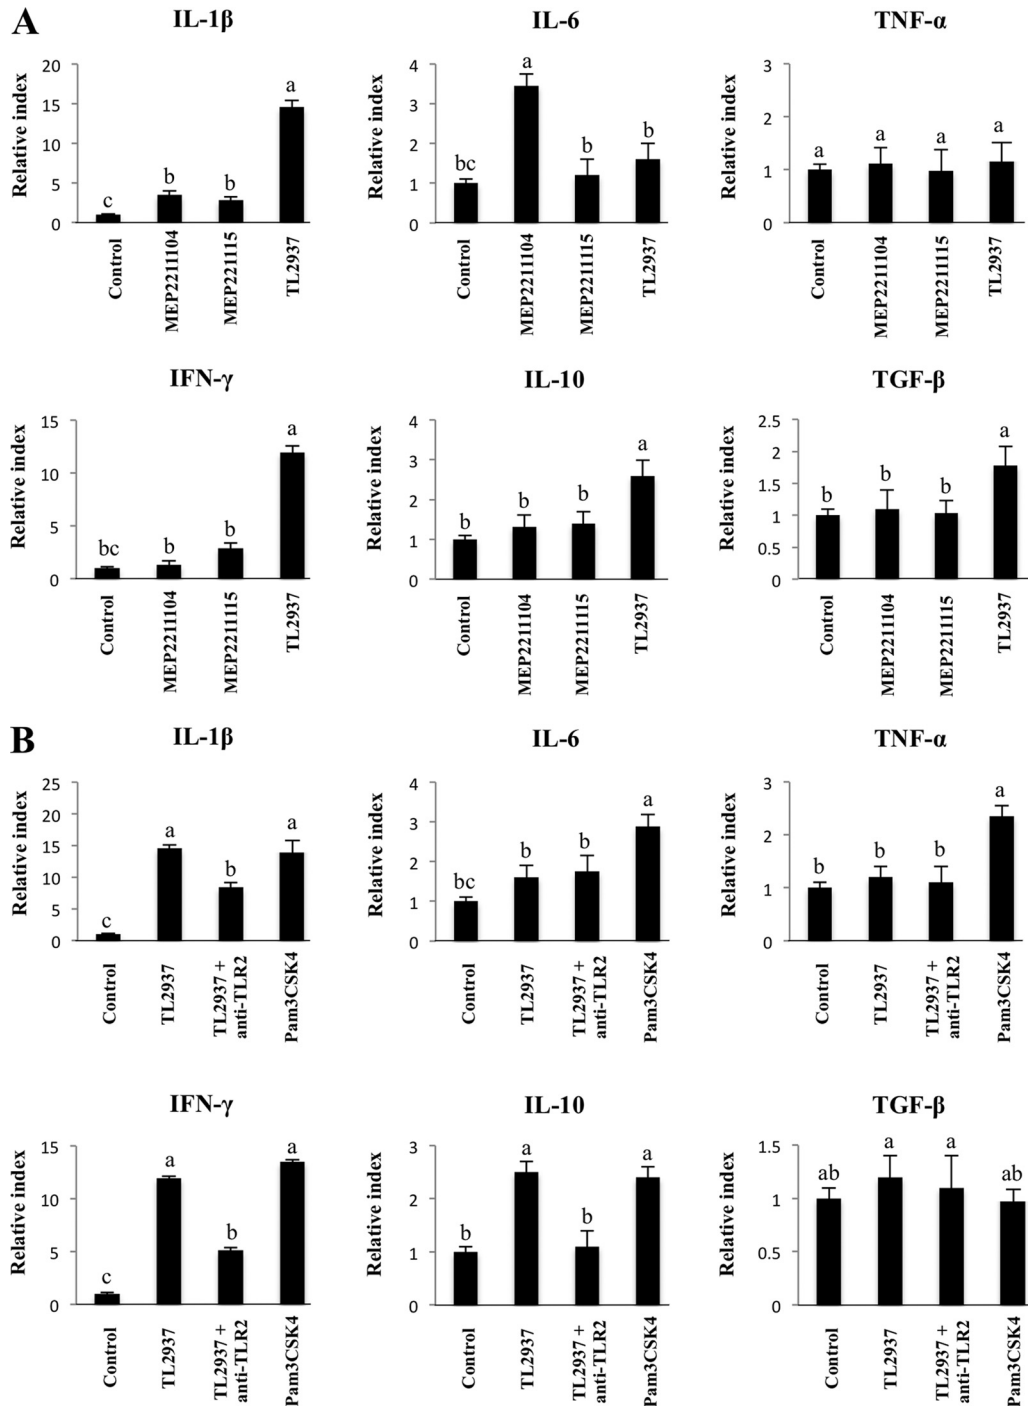 A
IL-1β
Relative index
20
15
10
5
0
c
b
b
a
Control
MEP2211104
MEP221115
TL2937
IL-6
Relative index
4
3
2
1
0
bc
a
b
b
Control
MEP2211104
MEP221115
TL2937
TNF-α
Relative index
3
2
1
0
a
a
a
a
Control
MEP2211104
MEP221115
TL2937
IFN-γ
Relative index
15
10
5
0
bc
b
b
a
Control
MEP2211104
MEP221115
TL2937
IL-10
Relative index
4
3
2
1
0
b
b
b
a
Control
MEP2211104
MEP221115
TL2937
TGF-β
Relative index
2.5
2
1.5
1
0.5
0
b
b
b
a
Control
MEP2211104
MEP221115
TL2937
B
IL-1β
Relative index
25
20
15
10
5
0
c
a
b
a
Control
TL2937
TL2937 +
anti-TLR2
Pam3CSK4
IL-6
Relative index
4
3
2
1
0
bc
b
b
a
Control
TL2937
TL2937 +
anti-TLR2
Pam3CSK4
TNF-α
Relative index
3
2
1
0
b
b
b
a
Control
TL2937
TL2937 +
anti-TLR2
Pam3CSK4
IFN-γ
Relative index
15
10
5
0
c
a
b
a
Control
TL2937
TL2937 +
anti-TLR2
Pam3CSK4
IL-10
Relative index
3
2
1
0
b
a
b
a
Control
TL2937
TL2937 +
anti-TLR2
Pam3CSK4
TGF-β
Relative index
1.5
1
0.5
0
ab
a
a
ab
Control
TL2937
TL2937 +
anti-TLR2
Pam3CSK4